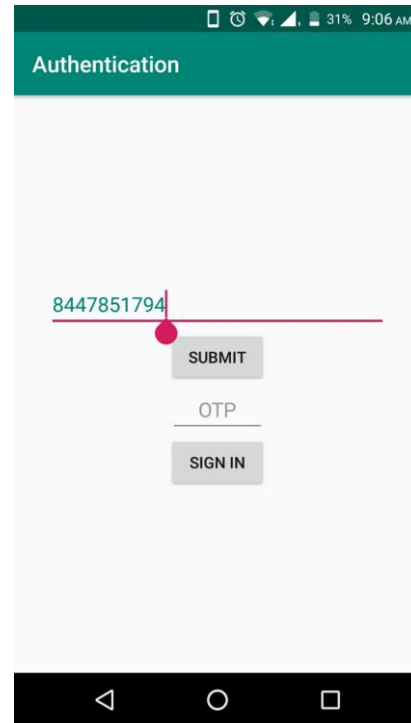 31% 9:06 AM
Authentication
8447851794
SUBMIT
OTP
SIGN IN